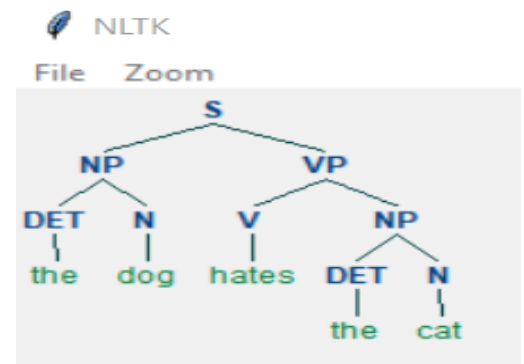 NLTK
File Zoom
S
NP VP
DET N V NP
the dog hates DET N
the cat